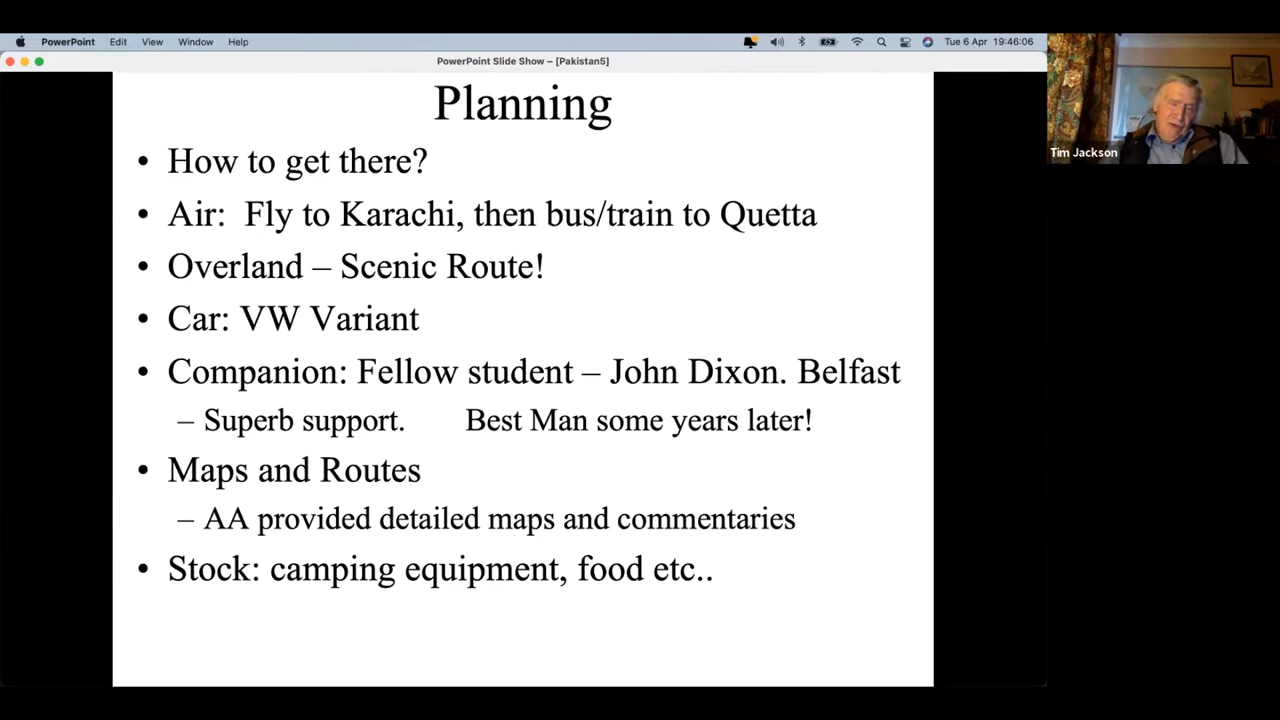 PowerPoint Edit View Window Help Tue 6 Apr 19:46:06
PowerPoint Slide Show – [Pakistan5]
Planning
• How to get there?
• Air: Fly to Karachi, then bus/train to Quetta
• Overland – Scenic Route!
• Car: VW Variant
• Companion: Fellow student – John Dixon. Belfast
– Superb support. Best Man some years later!
• Maps and Routes
– AA provided detailed maps and commentaries
• Stock: camping equipment, food etc..
Tim Jackson